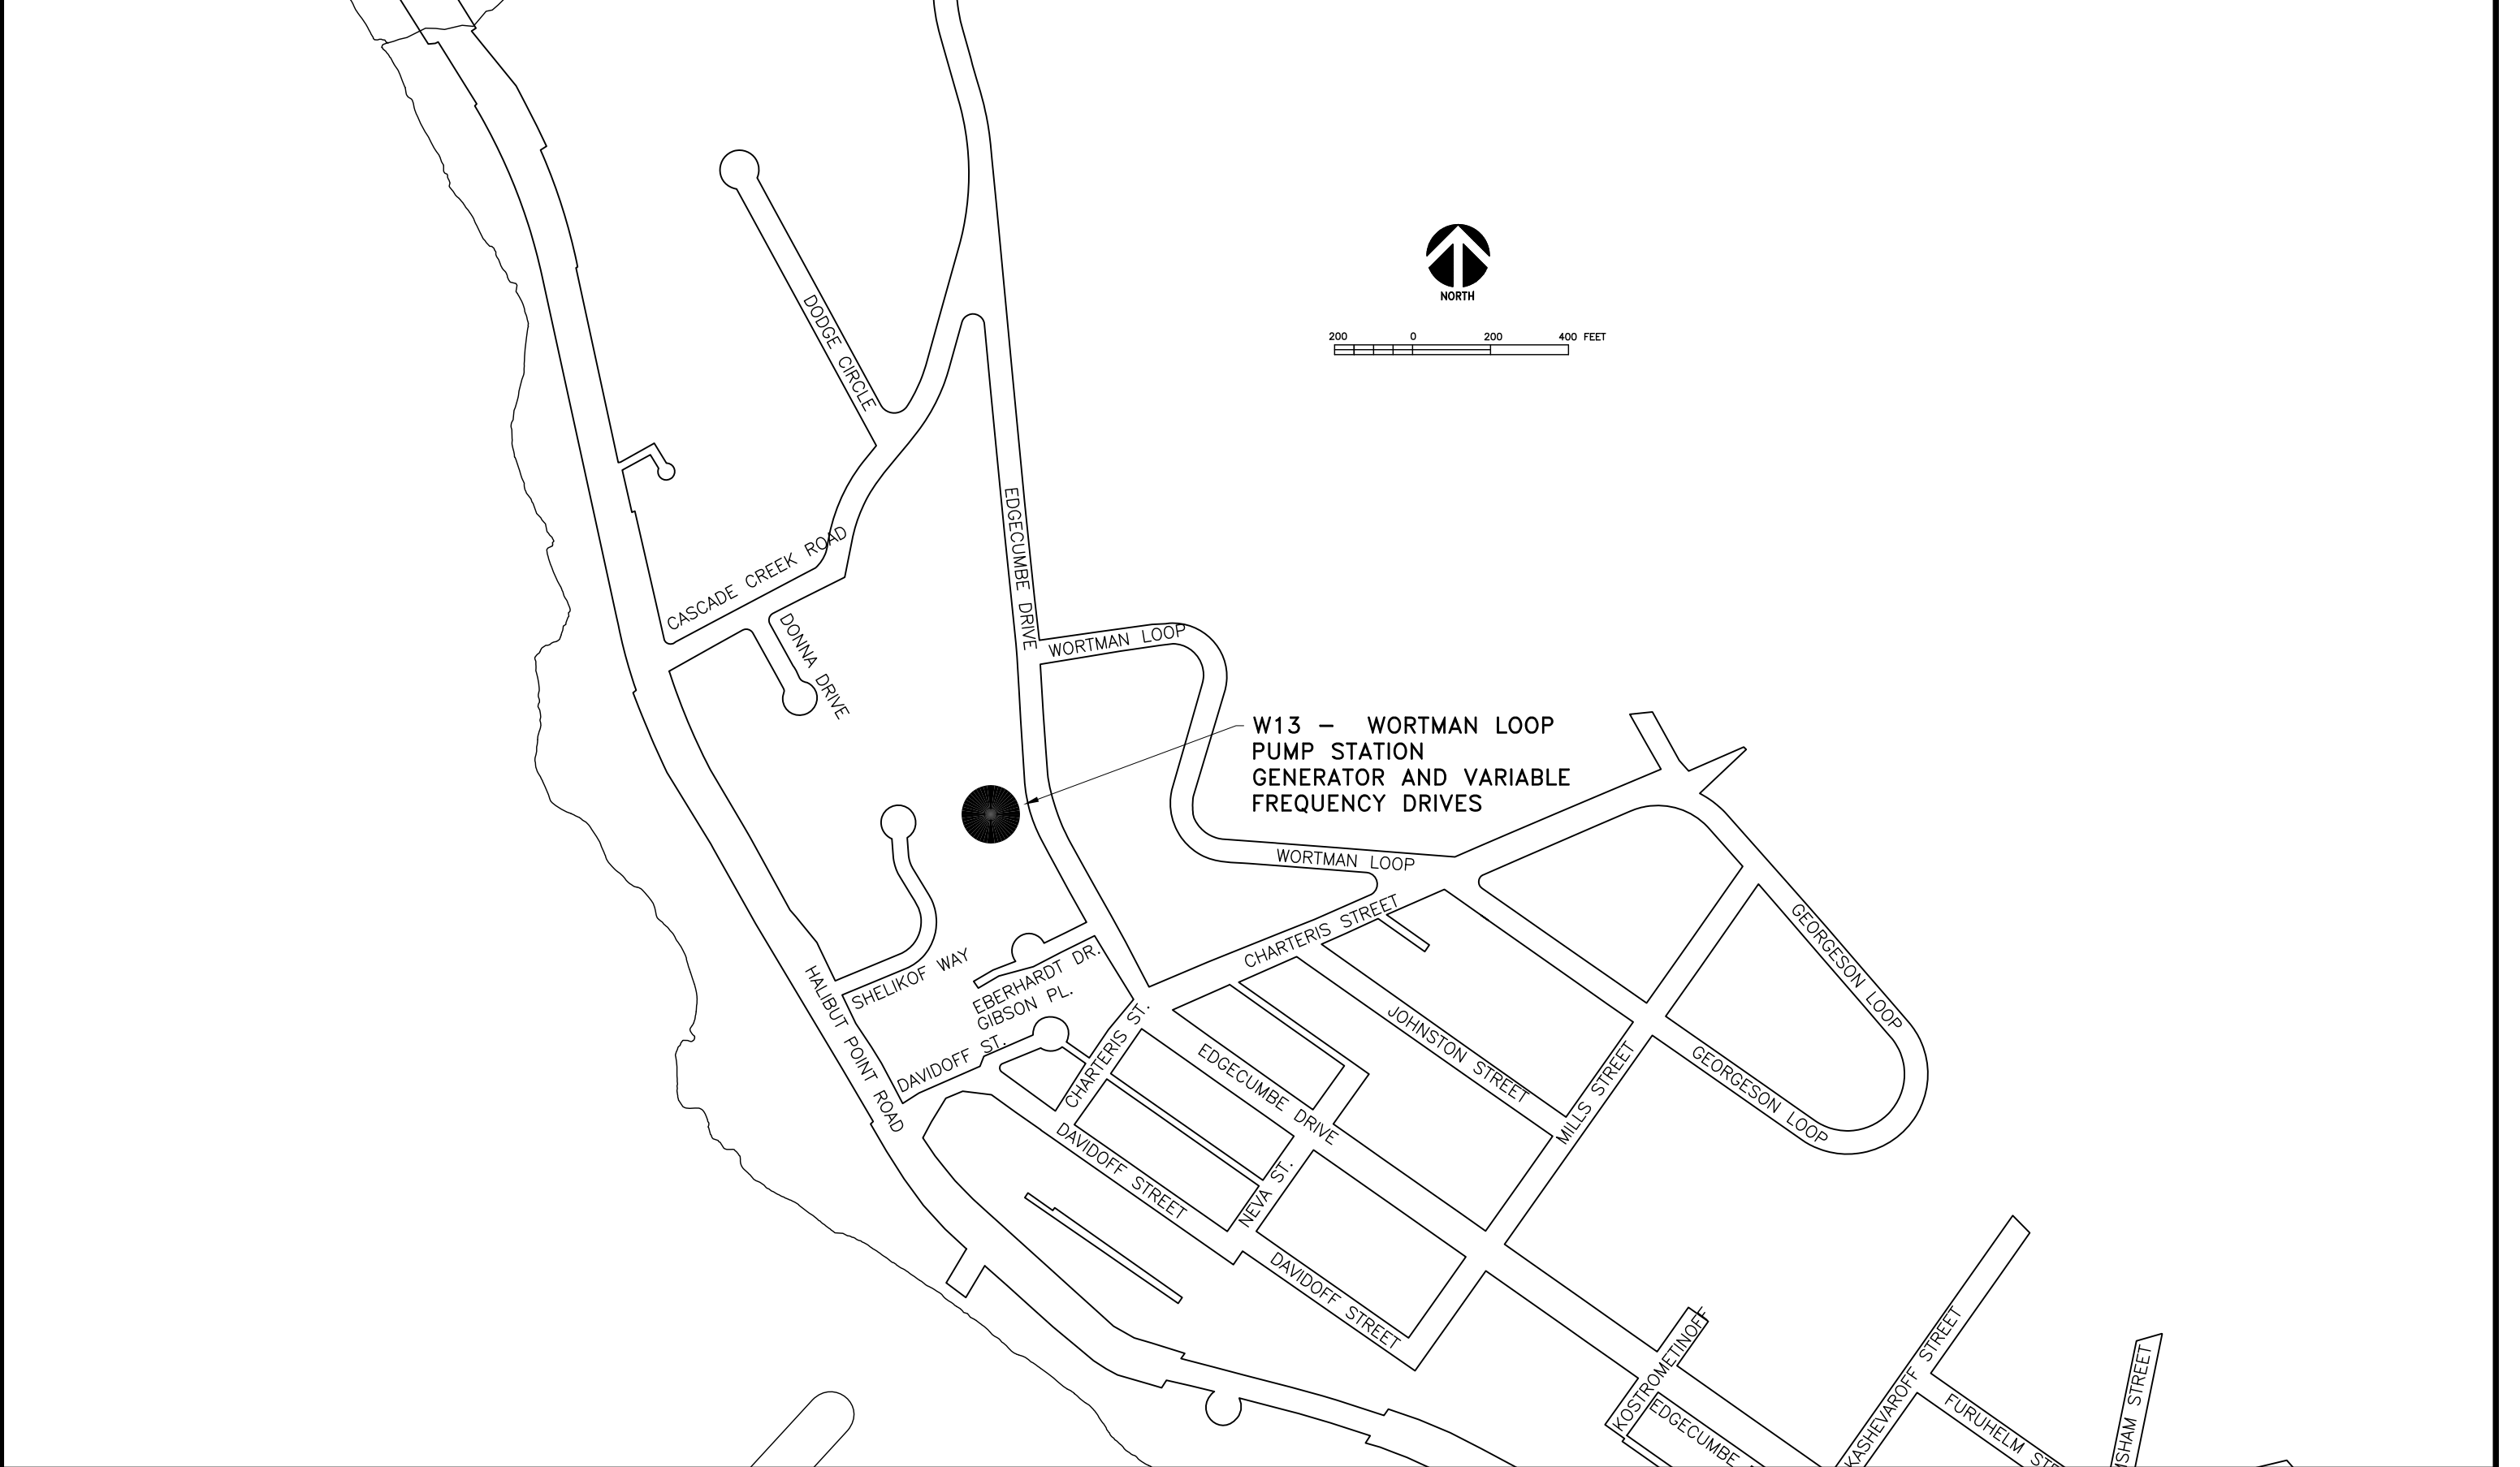 NORTH
200 0 200 400 FEET
DODGE CIRCLE
EDGECUMBE DRIVE
CASCADE CREEK ROAD
DONNA DRIVE
WORTMAN LOOP
W13 - WORTMAN LOOP
PUMP STATION
GENERATOR AND VARIABLE
FREQUENCY DRIVES
WORTMAN LOOP
CHARTERIS STREET
GEORGESON LOOP
SHELIKOF WAY
HALIBUT POINT ROAD
EBERHARDT DR.
GIBSON PL.
DAVIDOFF ST.
CHARTERIS ST.
JOHNSTON STREET
EDGECUMBE DRIVE
MILLS STREET
GEORGESON LOOP
DAVIDOFF STREET
NEVA ST.
DAVIDOFF STREET
KOSTROMETINOFF
EDGECUMBE
KASHEVAROFF STREET
FURUHELM
STREET